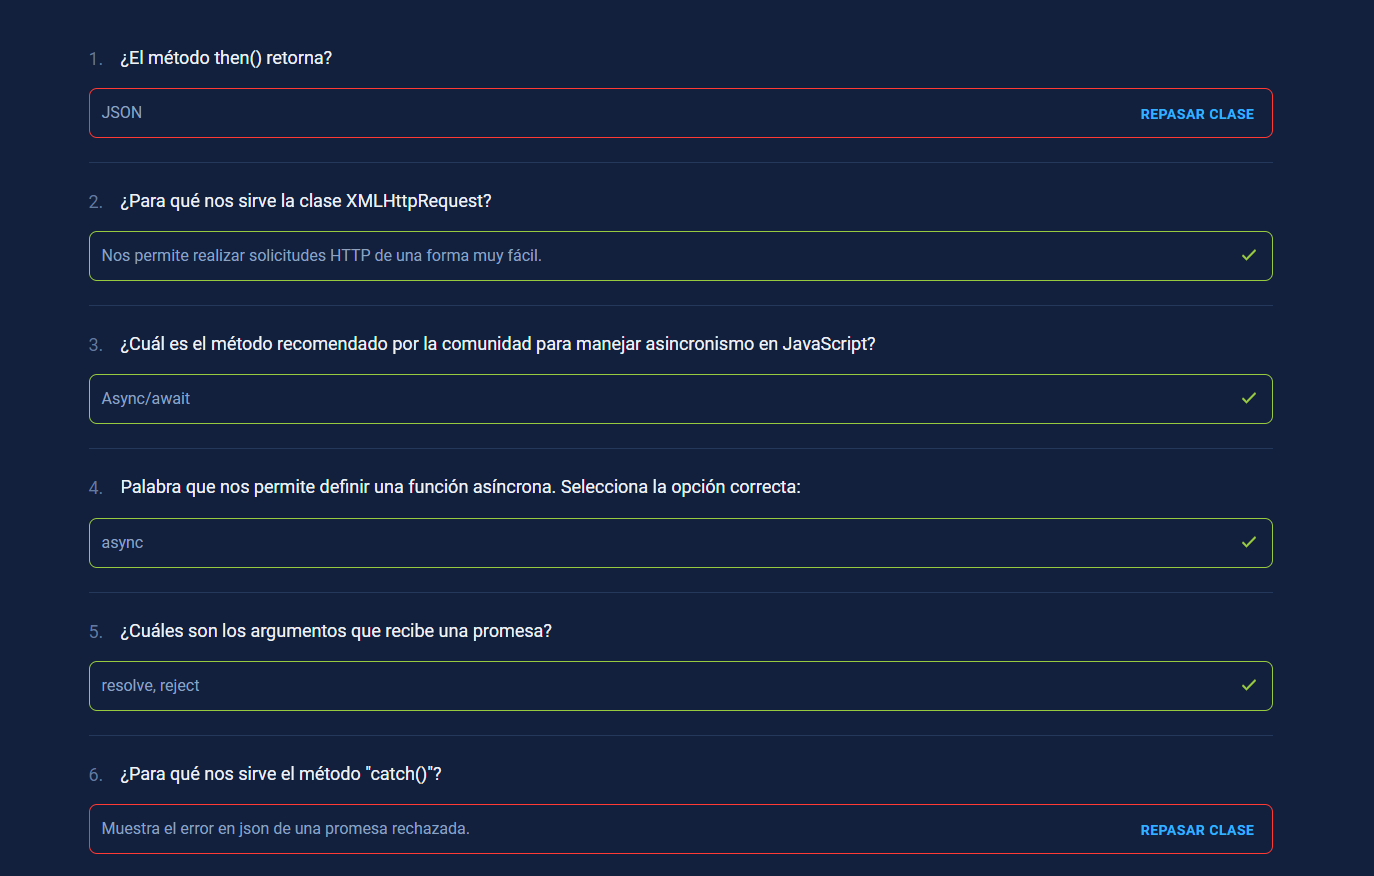 1. ¿El método then() retorna?
JSON REPASAR CLASE
2. ¿Para qué nos sirve la clase XMLHttpRequest?
Nos permite realizar solicitudes HTTP de una forma muy fácil.
3. ¿Cuál es el método recomendado por la comunidad para manejar asincronismo en JavaScript?
Async/await
4. Palabra que nos permite definir una función asíncrona. Selecciona la opción correcta:
async
5. ¿Cuáles son los argumentos que recibe una promesa?
resolve, reject
6. ¿Para qué nos sirve el método "catch()"?
Muestra el error en json de una promesa rechazada. REPASAR CLASE